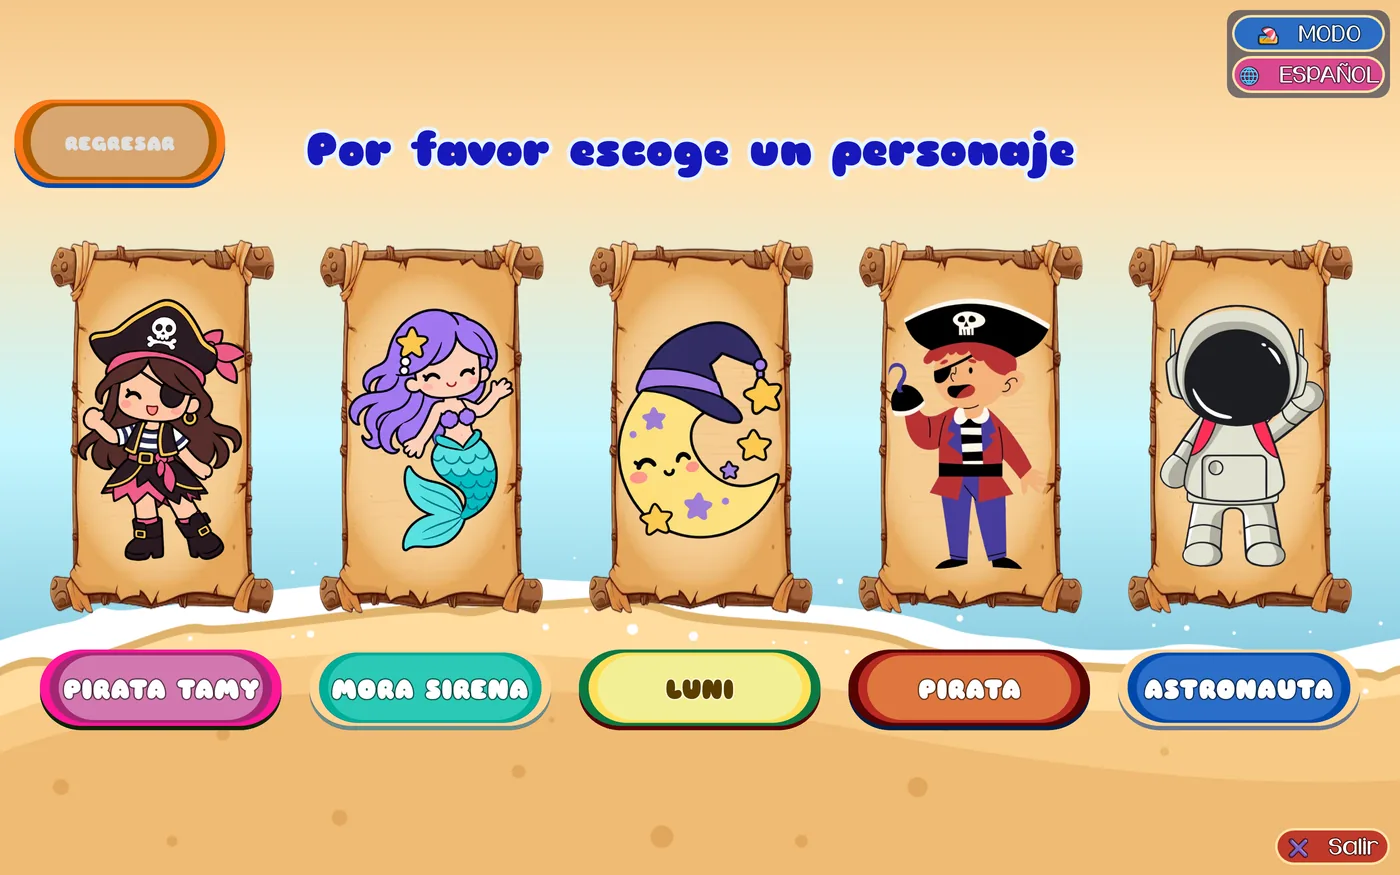 MODO
ESPAÑOL
REGRESAR
Por favor escoge un personaje
PIRATA TAMY
MORA SIRENA
LUNI
PIRATA
ASTRONAUTA
Salir